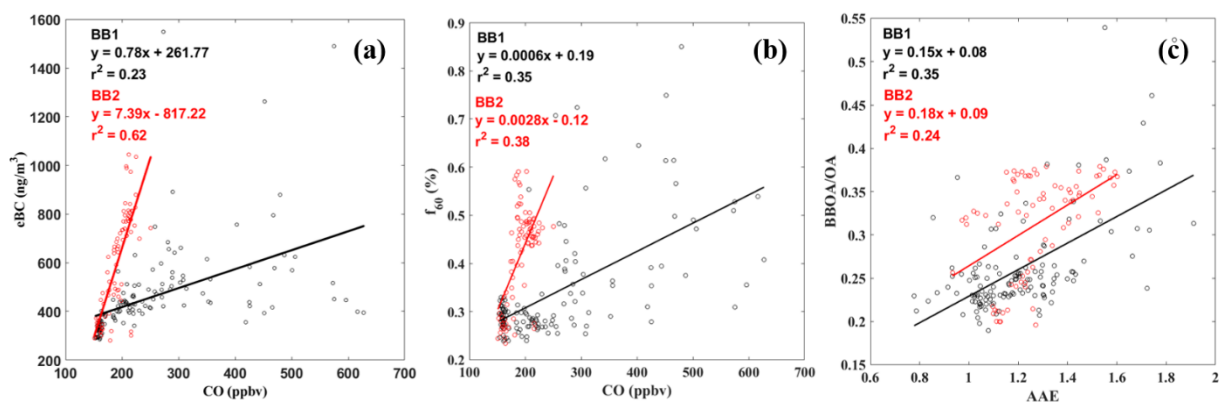 (a)
BB1
y = 0.78x + 261.77
r² = 0.23
BB2
y = 7.39x - 817.22
r² = 0.62
1600
1400
1200
1000
800
600
400
200
eBC (ng/m³)
100 200 300 400 500 600 700
CO (ppbv)
(b)
BB1
y = 0.0006x + 0.19
r² = 0.35
BB2
y = 0.0028x - 0.12
r² = 0.38
0.9
0.8
0.7
0.6
0.5
0.4
0.3
0.2
f₆₀ (%)
100 200 300 400 500 600 700
CO (ppbv)
(c)
BB1
y = 0.15x + 0.08
r² = 0.35
BB2
y = 0.18x + 0.09
r² = 0.24
0.55
0.5
0.45
0.4
0.35
0.3
0.25
0.2
0.15
BBOA/OA
0.6 0.8 1 1.2 1.4 1.6 1.8 2
AAE